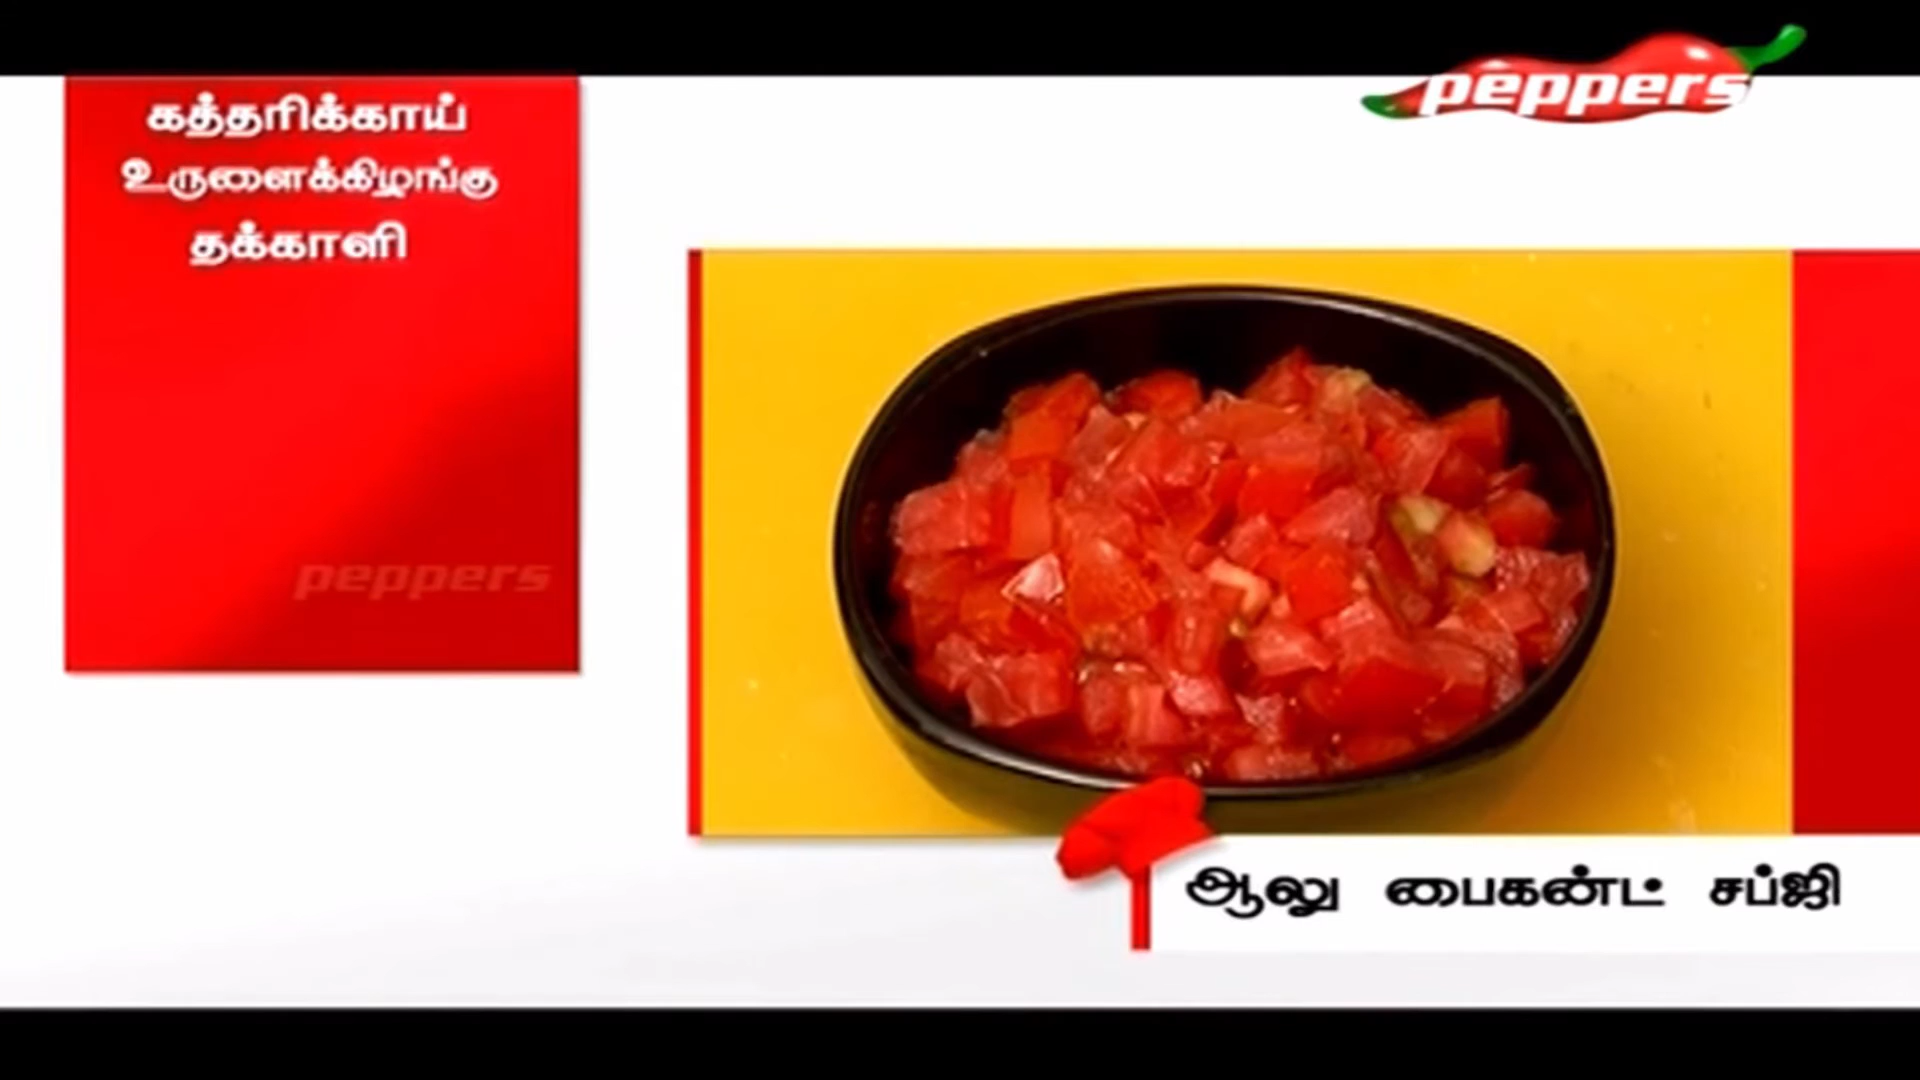 peppers
கத்தரிக்காய்
உருளைக்கிழங்கு
தக்காளி
peppers
ஆலு பைகன்ட் சப்ஜி